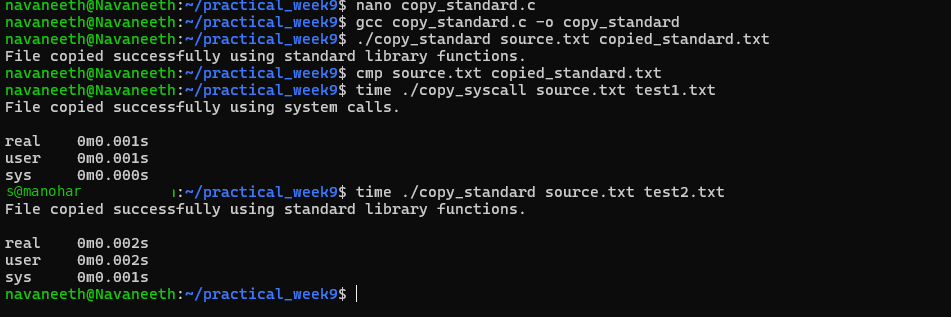 navaneeth@Navaneeth:~/practical_week9$ nano copy_standard.c
navaneeth@Navaneeth:~/practical_week9$ gcc copy_standard.c -o copy_standard
navaneeth@Navaneeth:~/practical_week9$ ./copy_standard source.txt copied_standard.txt
File copied successfully using standard library functions.
navaneeth@Navaneeth:~/practical_week9$ cmp source.txt copied_standard.txt
navaneeth@Navaneeth:~/practical_week9$ time ./copy_syscall source.txt test1.txt
File copied successfully using system calls.
real    0m0.001s
user    0m0.001s
sys     0m0.000s
s@manohar :~/practical_week9$ time ./copy_standard source.txt test2.txt
File copied successfully using standard library functions.
real    0m0.002s
user    0m0.002s
sys     0m0.001s
navaneeth@Navaneeth:~/practical_week9$